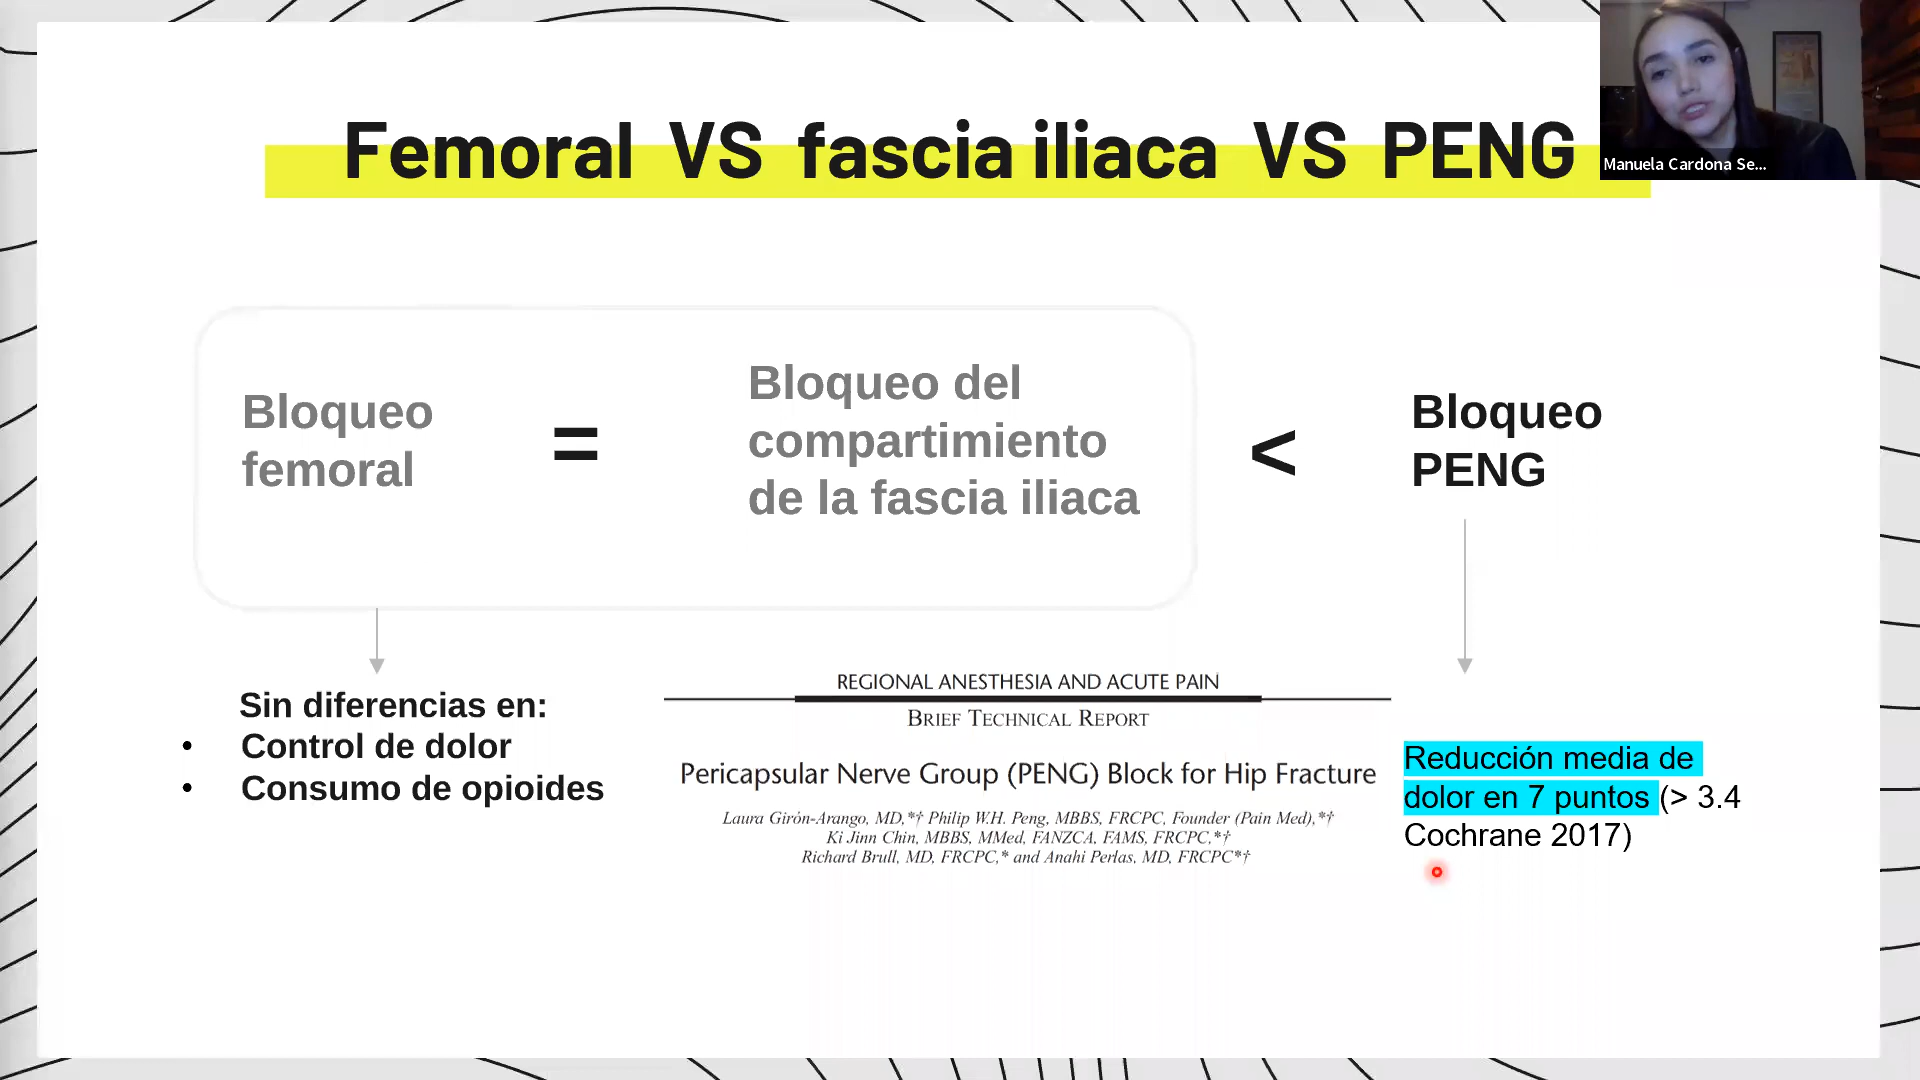 Femoral VS fascia iliaca VS PENG
Manuela Cardona Se...
Bloqueo
femoral
=
Bloqueo del
compartimiento
de la fascia iliaca
<
Bloqueo
PENG
Sin diferencias en:
• Control de dolor
• Consumo de opioides
REGIONAL ANESTHESIA AND ACUTE PAIN
BRIEF TECHNICAL REPORT
Pericapsular Nerve Group (PENG) Block for Hip Fracture
Laura Girón-Arango, MD,*† Philip W.H. Peng, MBBS, FRCPC, Founder (Pain Med),*†
Ki Jinn Chin, MBBS, MMed, FANZCA, FAMS, FRCPC,*†
Richard Brull, MD, FRCPC,* and Anahi Perlas, MD, FRCPC*†
Reducción media de
dolor en 7 puntos (> 3.4
Cochrane 2017)